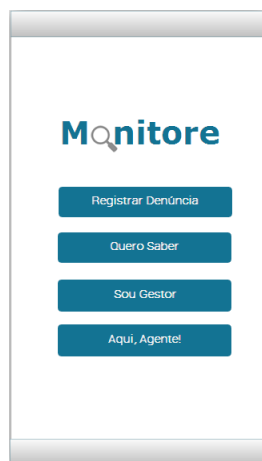 Monitore
Registrar Denúncia
Quero Saber
Sou Gestor
Aqui, Agente!